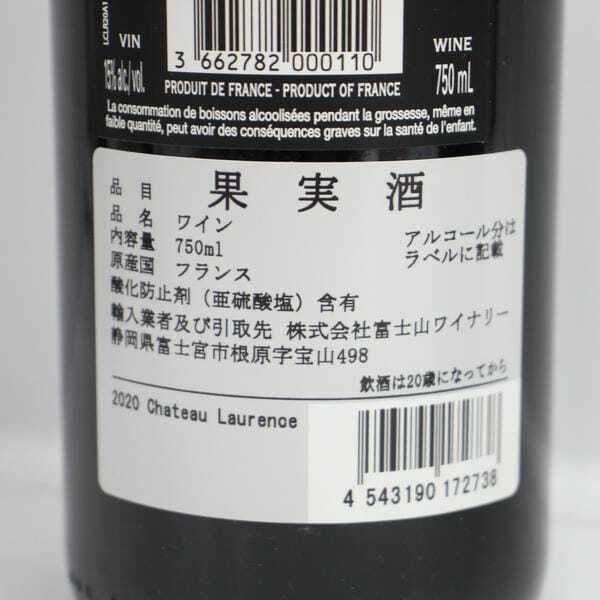 LCLR20A1
VIN
WINE
3 662782 000110
15% alc./vol.
750 mL
PRODUIT DE FRANCE - PRODUCT OF FRANCE
La consommation de boissons alcoolisées pendant la grossesse, même en
faible quantité, peut avoir des conséquences graves sur la santé de l'enfant.
品目 果実酒
品名 ワイン
内容量 750ml
アルコール分は
ラベルに記載
原産国 フランス
酸化防止剤（亜硫酸塩）含有
輸入業者及び引取先 株式会社富士山ワイナリー
静岡県富士宮市根原字宝山498
飲酒は20歳になってから
2020 Chateau Laurence
4 543190 172738